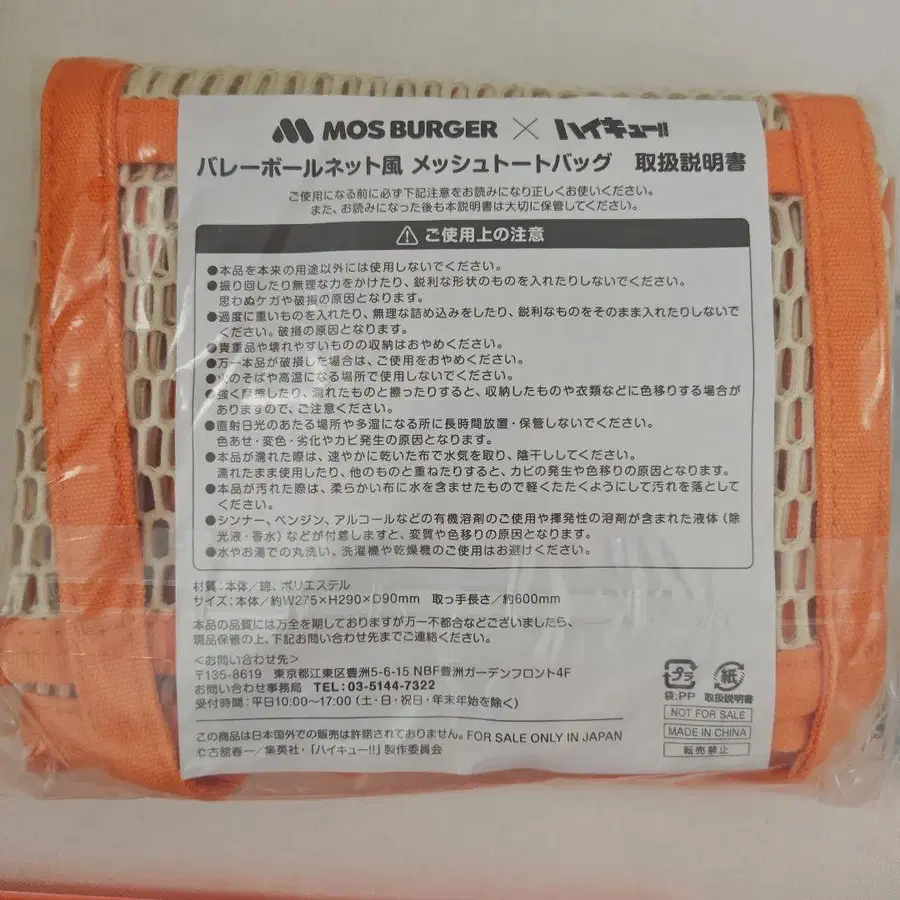 MOS BURGER × ハイキュー!!
バレーボールネット風 メッシュトートバッグ 取扱説明書
ご使用になる前に必ず下記注意をお読みになり正しくお使いください。
また、お読みになった後も本説明書は大切に保管してください。
ご使用上の注意
●本品を本来の用途以外には使用しないでください。
●振り回したり無理な力をかけたり、鋭利な形状のものを入れたりしないでください。
思わぬケガや破損の原因となります。
●過度に重いものを入れたり、無理な詰め込みをしたり、鋭利なものをそのまま入れたりしないで
ください。破損の原因となります。
●貴重品や壊れやすいものの収納はおやめください。
●万一本品が破損した場合は、ご使用をおやめください。
●火のそばや高温になる場所で使用しないでください。
●強く摩擦したり、濡れたものと擦ったりすると、収納したものや衣類などに色移りする場合が
ありますので、ご注意ください。
●直射日光のあたる場所や多湿になる所に長時間放置・保管しないでください。
色あせ・変色・劣化やカビ発生の原因となります。
●本品が濡れた際は、速やかに乾いた布で水気を取り、陰干ししてください。
濡れたまま使用したり、他のものと重ねたりすると、カビの発生や色移りの原因となります。
●本品が汚れた際は、柔らかい布に水を含ませたもので軽くたたくようにして汚れを落として
ください。
●シンナー、ベンジン、アルコールなどの有機溶剤のご使用や揮発性の溶剤が含まれた液体（除
光液・香水）などが付着しますと、変質や色移りの原因となります。
●水やお湯での丸洗い、洗濯機や乾燥機のご使用はお避けください。
材質：本体／綿、ポリエステル
サイズ：本体／約W275×H290×D90mm 取っ手長さ／約600mm
本品の品質には万全を期しておりますが万一不都合などございましたら、
現品保管の上、下記お問い合わせ先までご連絡ください。
＜お問い合わせ先＞
〒135-8619 東京都江東区豊洲5-6-15 NBF豊洲ガーデンフロント4F
お問い合わせ事務局 TEL：03-5144-7322
受付時間：平日10:00〜17:00（土・日・祝日・年末年始を除く）
この商品は日本国外での販売は許諾されておりません。FOR SALE ONLY IN JAPAN
©古舘春一／集英社・「ハイキュー!!」製作委員会
プラ
袋：PP
紙
取扱説明書
NOT FOR SALE
MADE IN CHINA
転売禁止